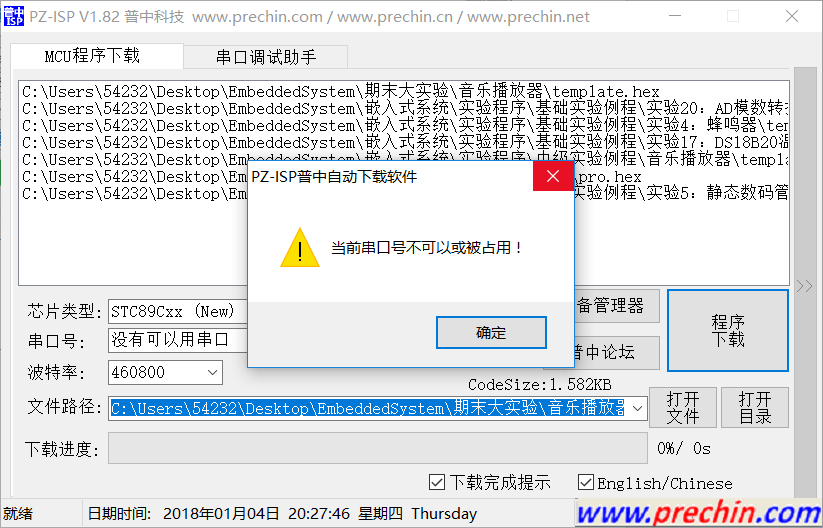 普中 ISP PZ-ISP V1.82 普中科技 www.prechin.com / www.prechin.cn / www.prechin.net
MCU程序下载 串口调试助手
C:\Users\54232\Desktop\EmbeddedSystem\期末大实验\音乐播放器\template.hex
C:\Users\54232\Desktop\EmbeddedSystem\嵌入式系统\实验程序\基础实验例程\实验20：AD模数转
C:\Users\54232\Desktop\EmbeddedSystem\嵌入式系统\实验程序\基础实验例程\实验4：蜂鸣器\tem
C:\Users\54232\Desktop\EmbeddedSystem\嵌入式系统\实验程序\基础实验例程\实验17：DS18B20温
C:\Users\54232\Desktop\EmbeddedSystem\嵌入式系统\实验程序\中级实验例程\音乐播放器\templa
C:\Users\54232\Desktop\Em pro.hex
C:\Users\54232\Desktop\Em 实验例程\实验5：静态数码管
PZ-ISP普中自动下载软件
当前串口号不可以或被占用！
确定
芯片类型: STC89Cxx (New) 备管理器
串口号: 没有可以用串口 普中论坛
程序
下载
波特率: 460800
CodeSize:1.582KB
文件路径: C:\Users\54232\Desktop\EmbeddedSystem\期末大实验\音乐播放器
打开
文件
打开
目录
下载进度: 0%/ 0s
下载完成提示 English/Chinese
就绪 日期时间: 2018年01月04日 20:27:46 星期四 Thursday
www.prechin.com